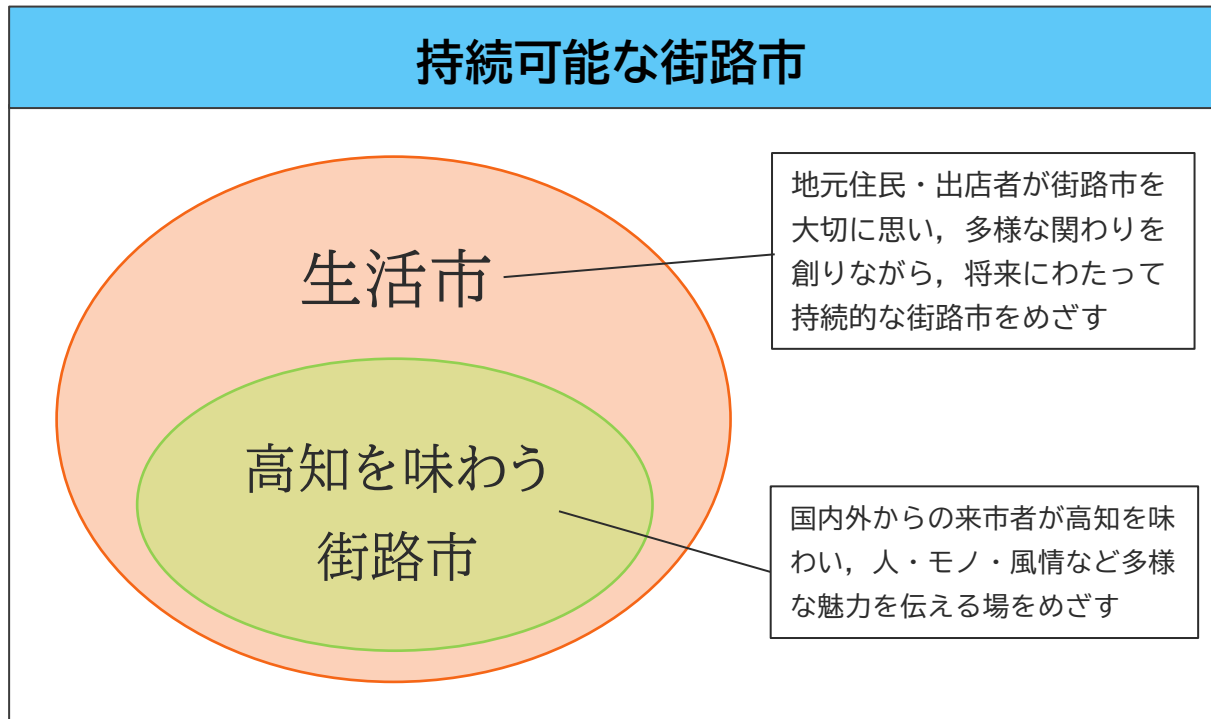 持続可能な街路市
生活市
地元住民・出店者が街路市を
大切に思い，多様な関わりを
創りながら，将来にわたって
持続的な街路市をめざす
高知を味わう
街路市
国内外からの来市者が高知を味
わい，人・モノ・風情など多様
な魅力を伝える場をめざす